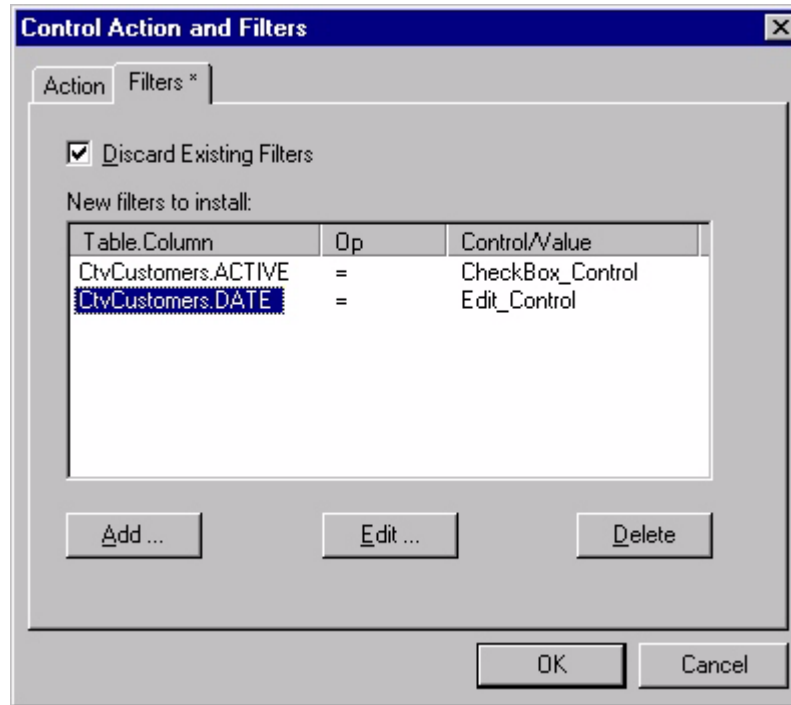 Control Action and Filters
Action Filters *
Discard Existing Filters
New filters to install:
Table.Column Op Control/Value
CtvCustomers.ACTIVE = CheckBox_Control
CtvCustomers.DATE = Edit_Control
Add ... Edit ... Delete
OK Cancel